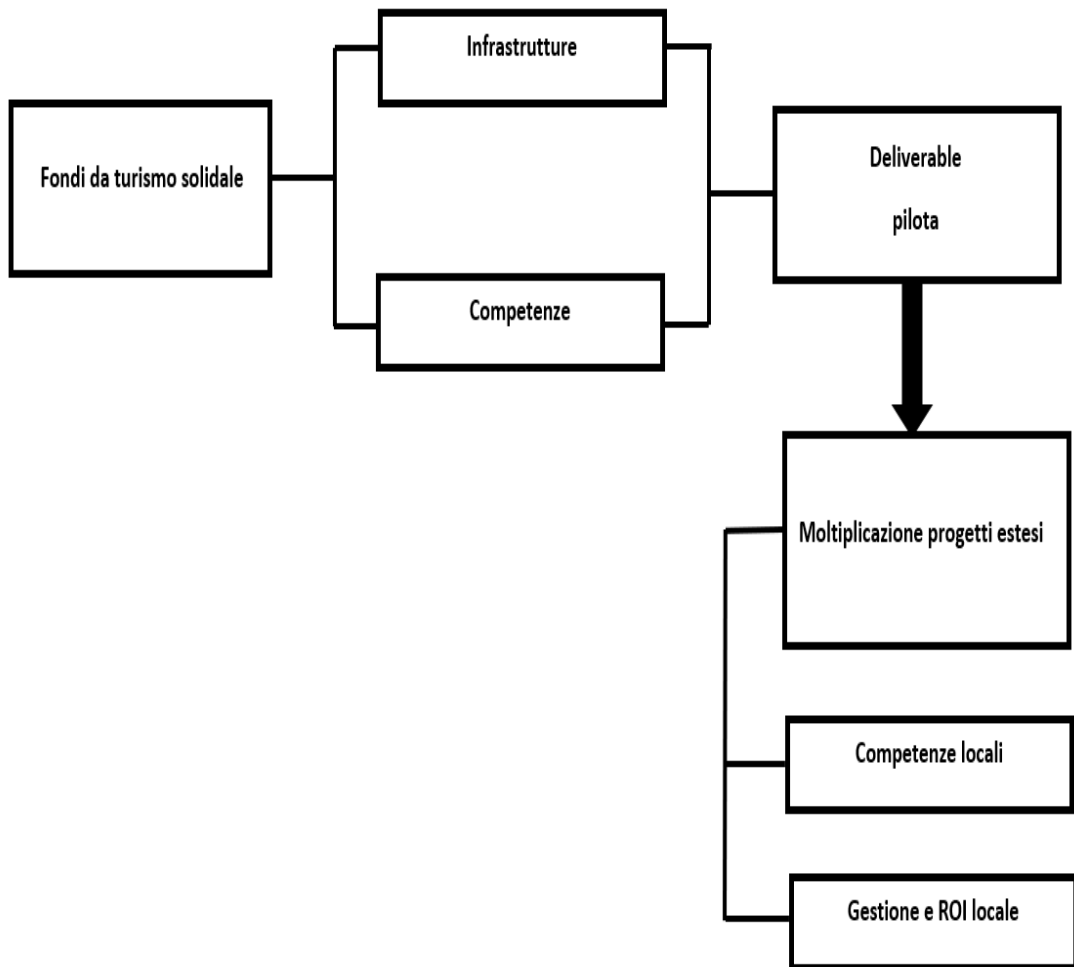 Infrastrutture
Fondi da turismo solidale
Deliverable
pilota
Competenze
Moltiplicazione progetti estesi
Competenze locali
Gestione e ROI locale